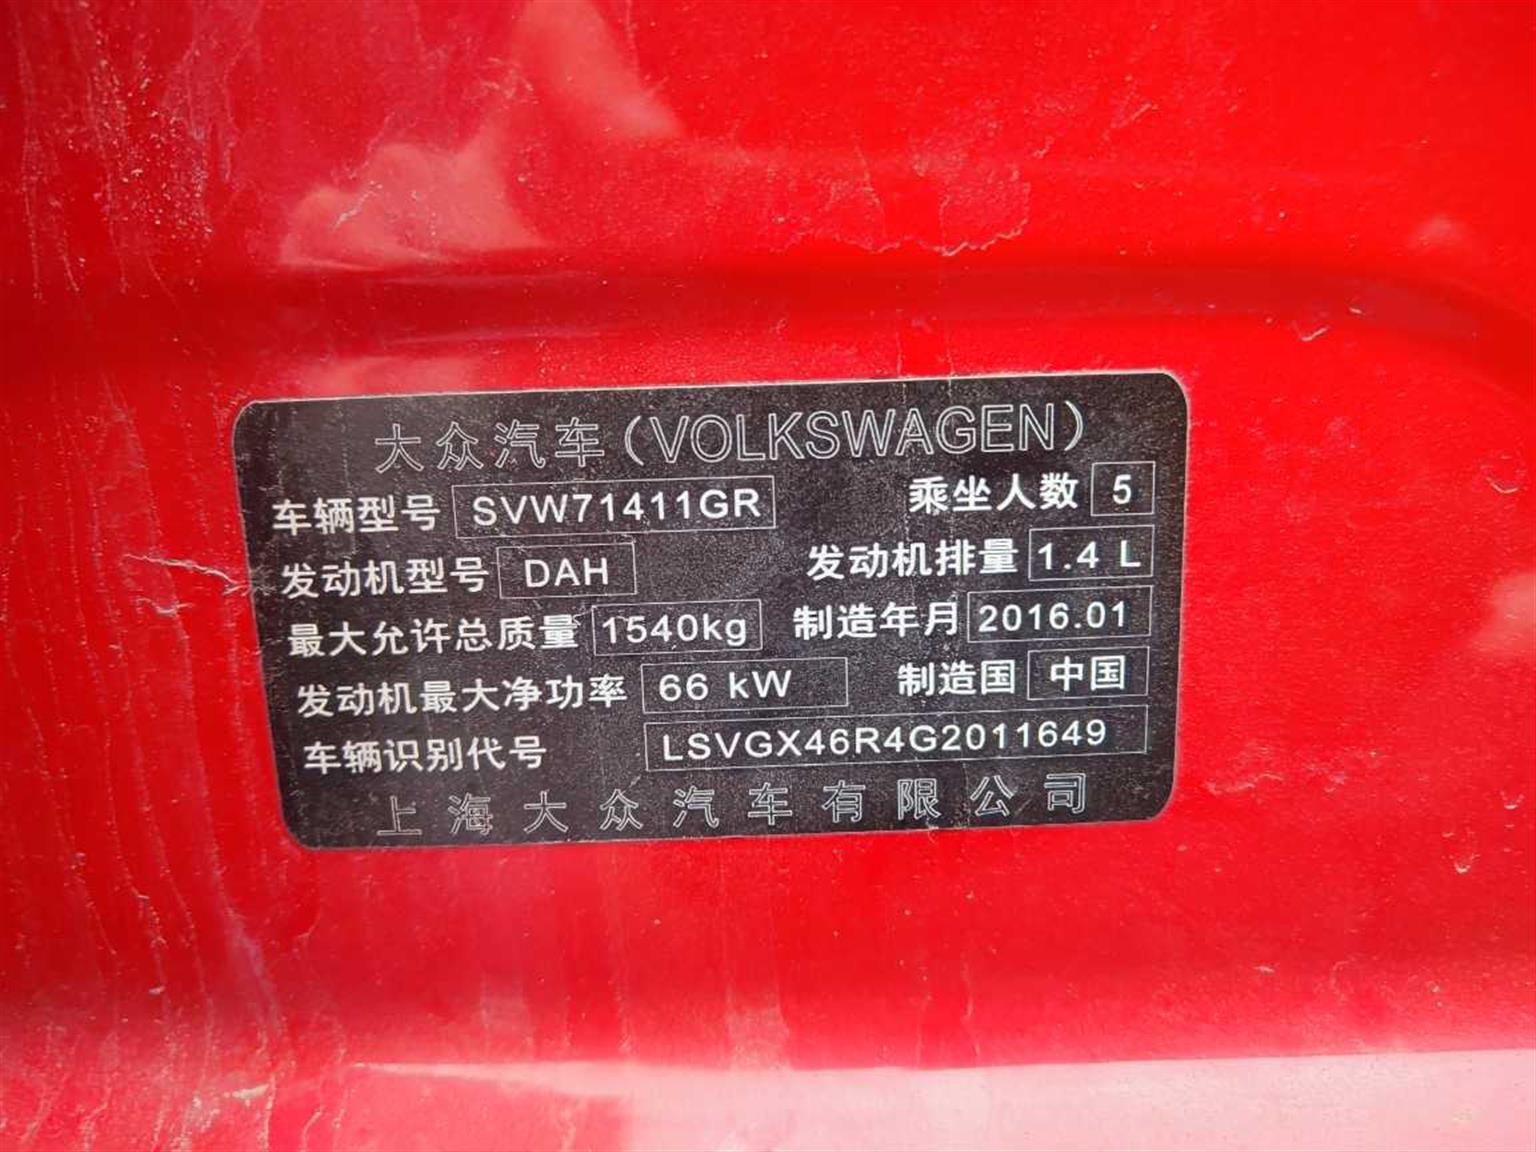 大众汽车(VOLKSWAGEN)
车辆型号 SVW71411GR 乘坐人数 5
发动机型号 DAH 发动机排量 1.4 L
最大允许总质量 1540kg 制造年月 2016.01
发动机最大净功率 66 kW 制造国 中国
车辆识别代号 LSVGX46R4G2011649
上海大众汽车有限公司